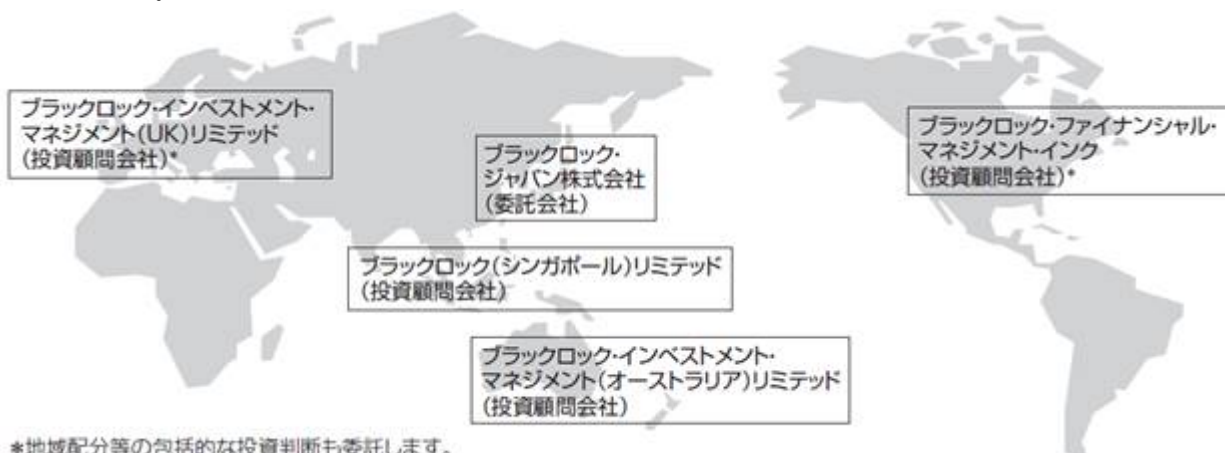 ブラックロック・インベストメント・
マネジメント(UK)リミテッド
(投資顧問会社)*
ブラックロック・
ジャパン株式会社
(委託会社)
ブラックロック・ファイナンシャル・
マネジメント・インク
(投資顧問会社)*
ブラックロック(シンガポール)リミテッド
(投資顧問会社)
ブラックロック・インベストメント・
マネジメント(オーストラリア)リミテッド
(投資顧問会社)
*地域配分等の包括的な投資判断も委託します。